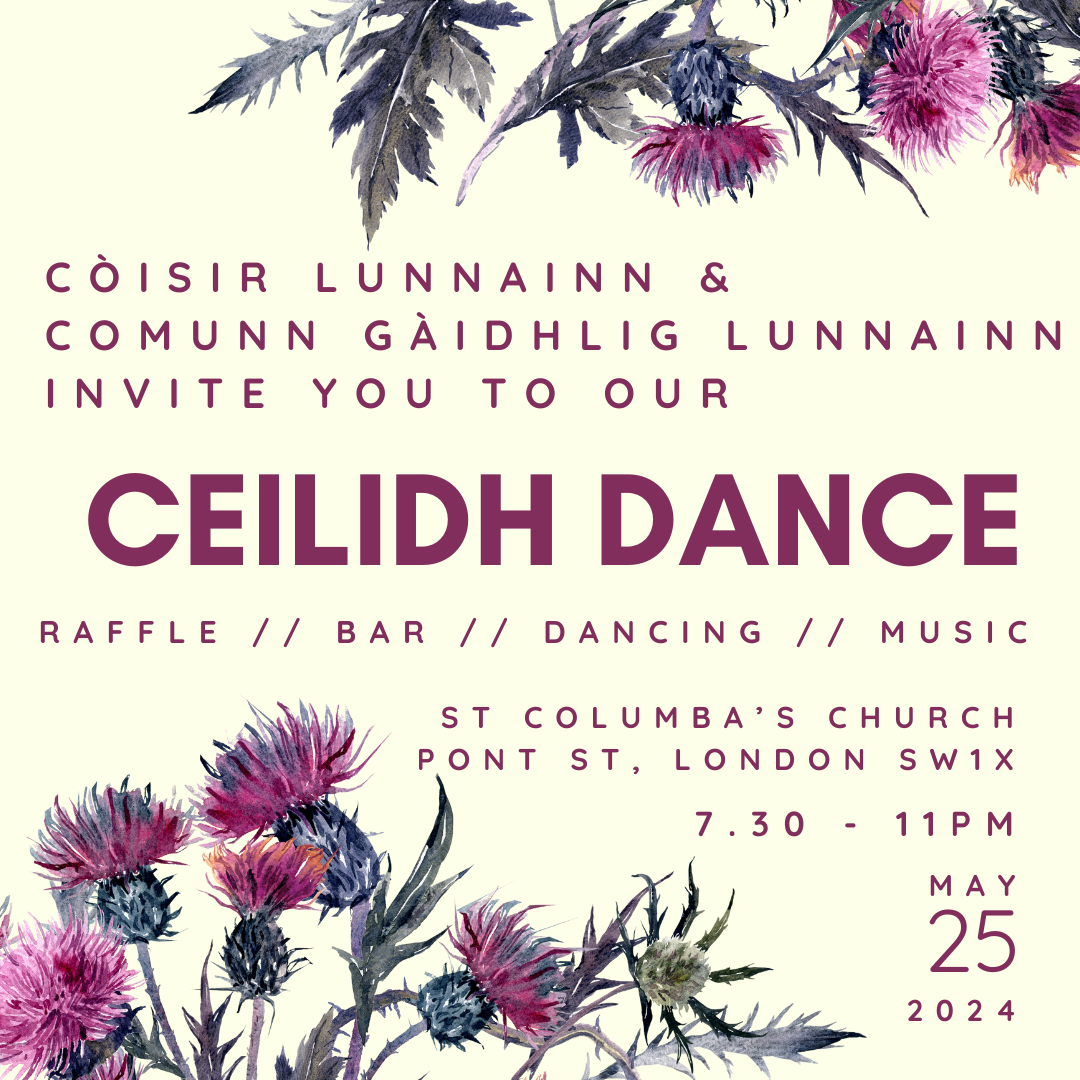 CÒISIR LUNNAINN &
COMUNN GÀIDHLIG LUNNAINN
INVITE YOU TO OUR
CEILIDH DANCE
RAFFLE // BAR // DANCING // MUSIC
ST COLUMBA’S CHURCH
PONT ST, LONDON SW1X
7.30 - 11PM
MAY
25
2024